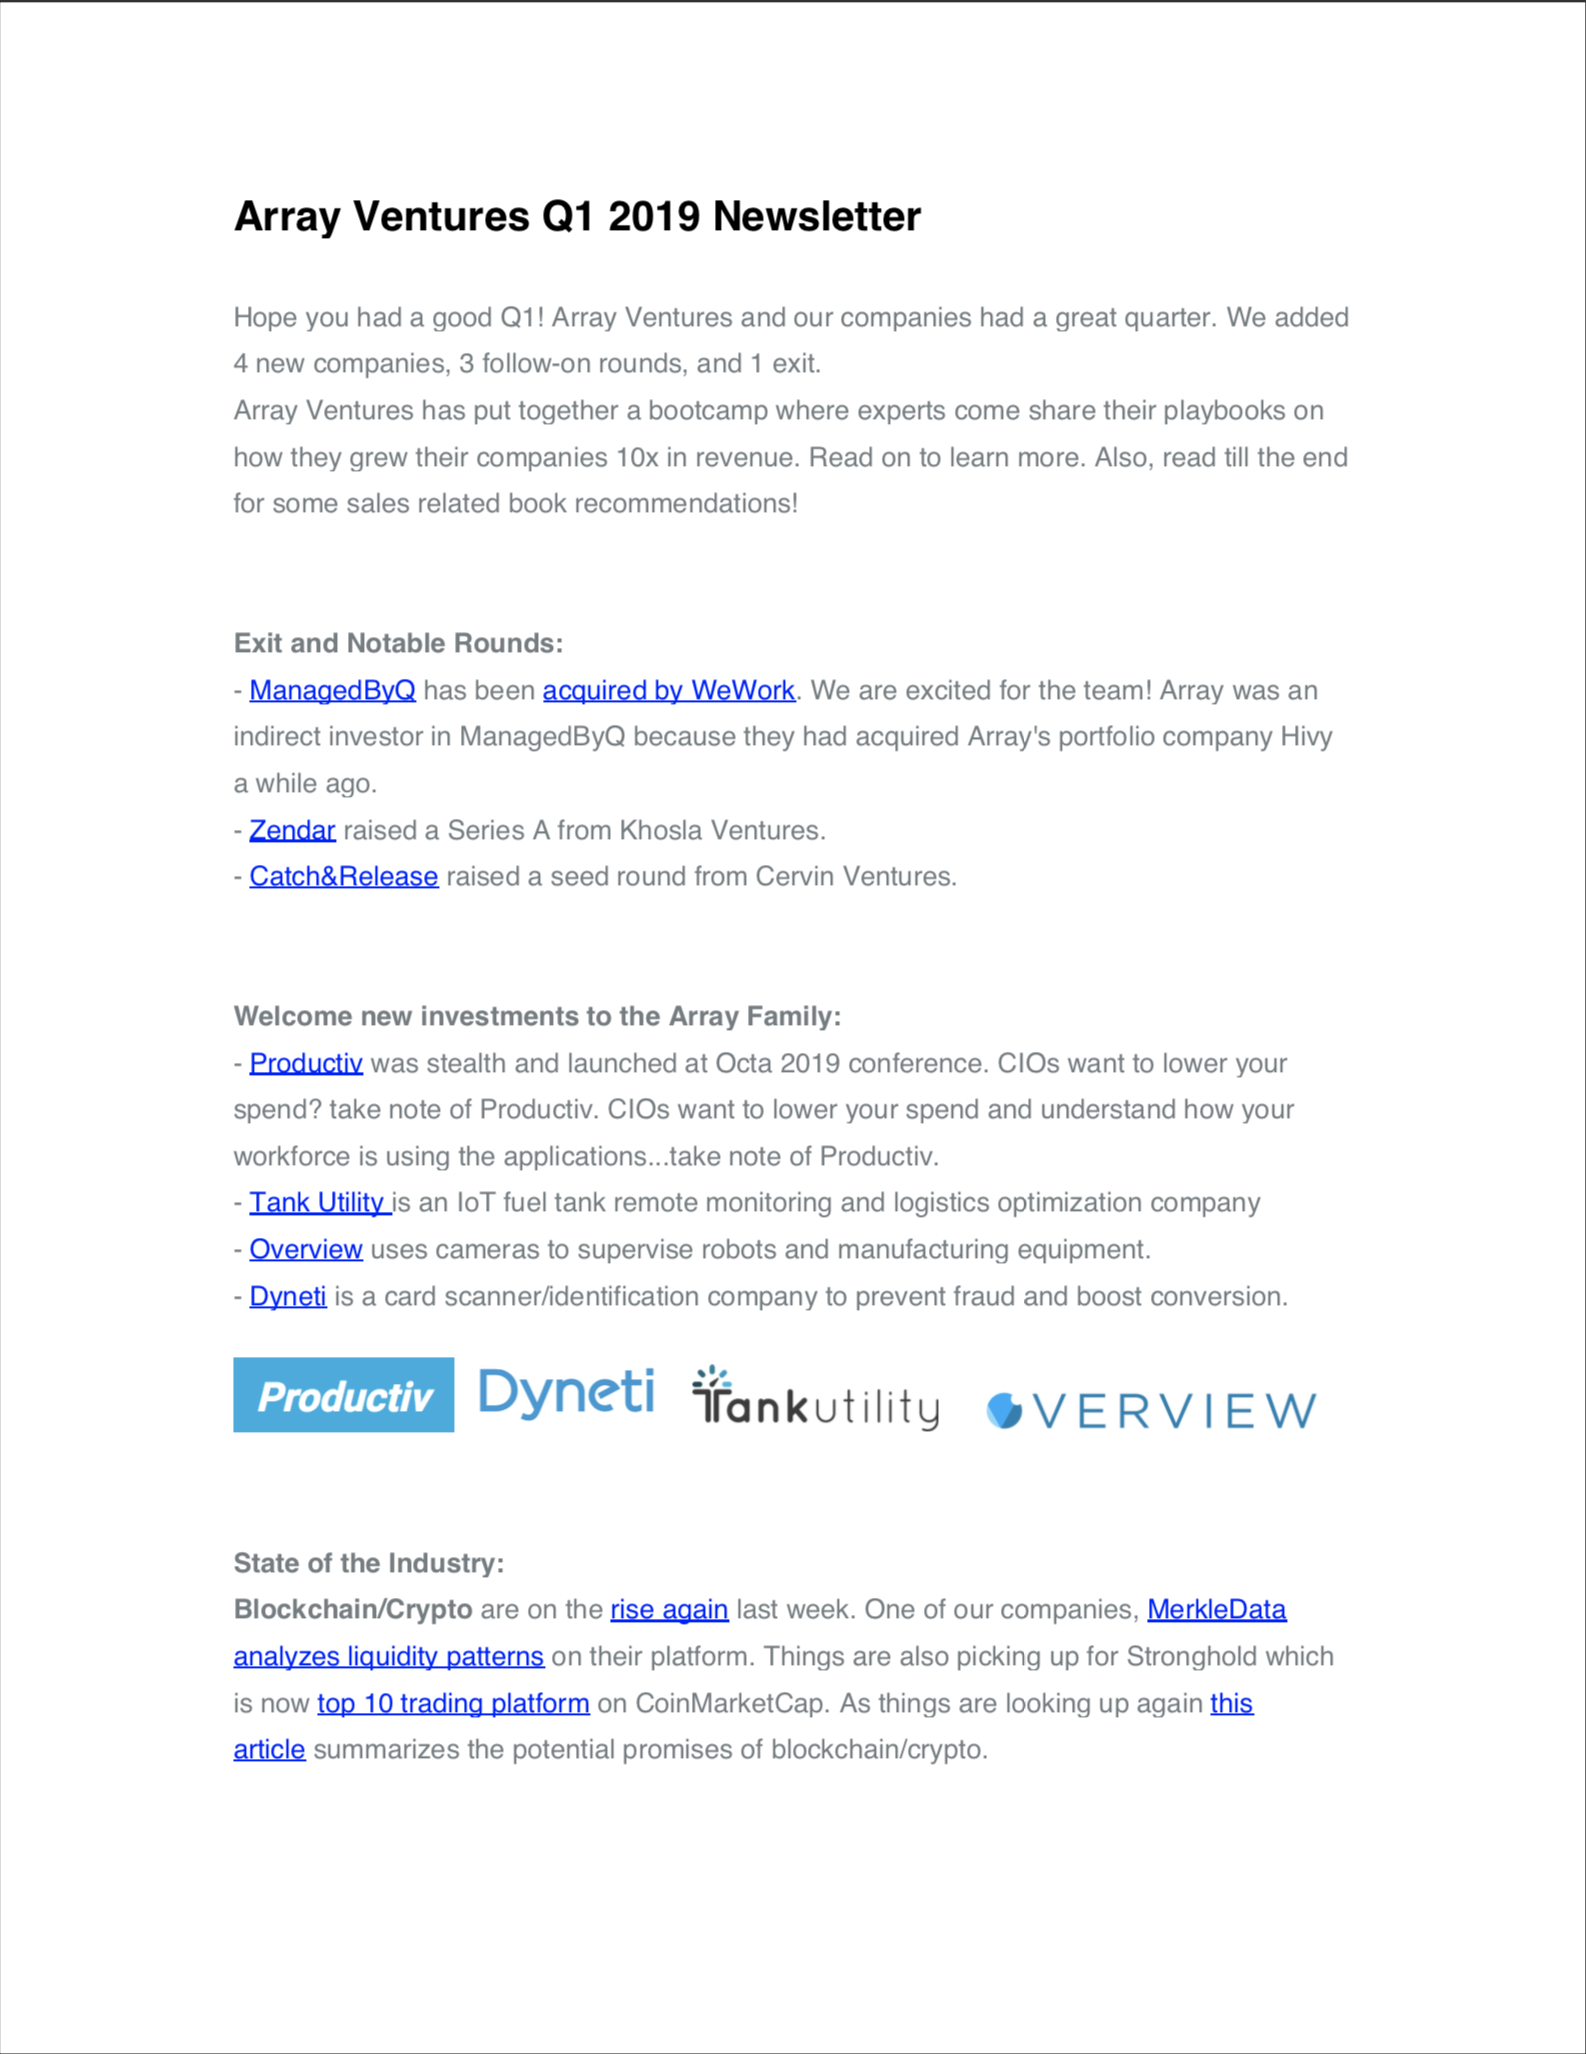 Array Ventures Q1 2019 Newsletter
Hope you had a good Q1! Array Ventures and our companies had a great quarter. We added
4 new companies, 3 follow-on rounds, and 1 exit.
Array Ventures has put together a bootcamp where experts come share their playbooks on
how they grew their companies 10x in revenue. Read on to learn more. Also, read till the end
for some sales related book recommendations!
Exit and Notable Rounds:
- ManagedByQ has been acquired by WeWork. We are excited for the team! Array was an
indirect investor in ManagedByQ because they had acquired Array's portfolio company Hivy
a while ago.
- Zendar raised a Series A from Khosla Ventures.
- Catch&Release raised a seed round from Cervin Ventures.
Welcome new investments to the Array Family:
- Productiv was stealth and launched at Octa 2019 conference. CIOs want to lower your
spend? take note of Productiv. CIOs want to lower your spend and understand how your
workforce is using the applications...take note of Productiv.
- Tank Utility is an IoT fuel tank remote monitoring and logistics optimization company
- Overview uses cameras to supervise robots and manufacturing equipment.
- Dyneti is a card scanner/identification company to prevent fraud and boost conversion.
Productiv Dyneti Tankutility OVERVIEW
State of the Industry:
Blockchain/Crypto are on the rise again last week. One of our companies, MerkleData
analyzes liquidity patterns on their platform. Things are also picking up for Stronghold which
is now top 10 trading platform on CoinMarketCap. As things are looking up again this
article summarizes the potential promises of blockchain/crypto.